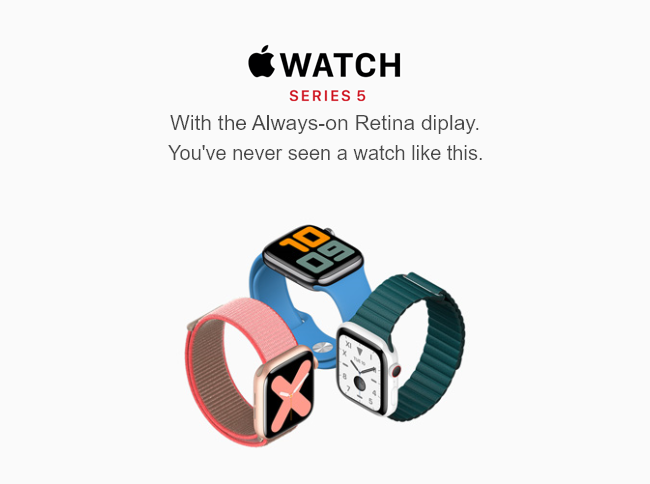 WATCH
SERIES 5
With the Always-on Retina diplay.
You've never seen a watch like this.
10
09